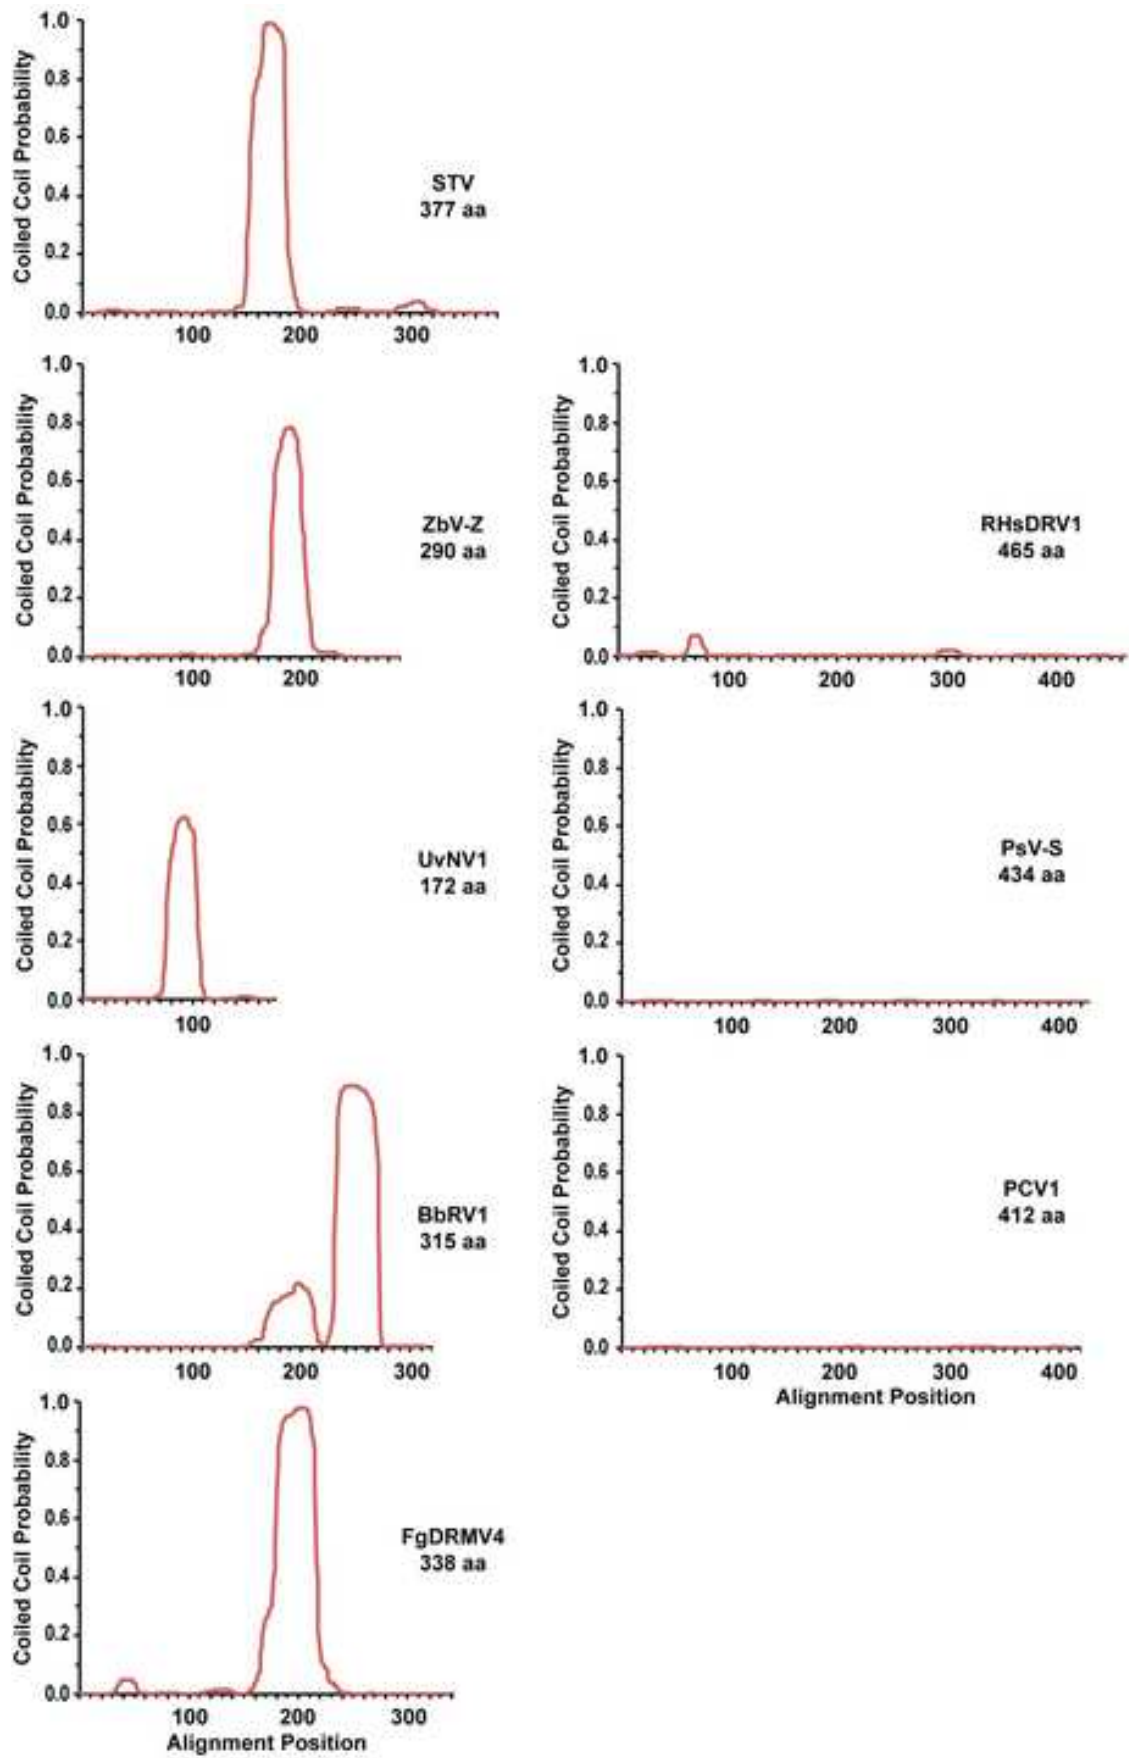 Coiled Coil Probability
1.0
0.8
0.6
0.4
0.2
0.0
100
200
300
STV
377 aa
Coiled Coil Probability
1.0
0.8
0.6
0.4
0.2
0.0
100
200
ZbV-Z
290 aa
Coiled Coil Probability
1.0
0.8
0.6
0.4
0.2
0.0
100
200
300
400
RHsDRV1
465 aa
Coiled Coil Probability
1.0
0.8
0.6
0.4
0.2
0.0
100
UvNV1
172 aa
Coiled Coil Probability
1.0
0.8
0.6
0.4
0.2
0.0
100
200
300
400
PsV-S
434 aa
Coiled Coil Probability
1.0
0.8
0.6
0.4
0.2
0.0
100
200
300
BbRV1
315 aa
Coiled Coil Probability
1.0
0.8
0.6
0.4
0.2
0.0
100
200
300
400
PCV1
412 aa
Alignment Position
Coiled Coil Probability
1.0
0.8
0.6
0.4
0.2
0.0
100
200
300
FgDRMV4
338 aa
Alignment Position